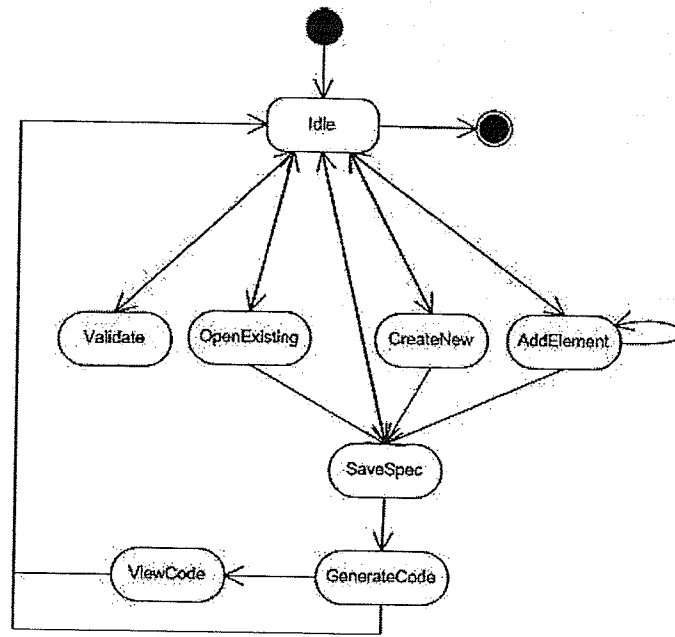 Idle
Validate
OpenExisting
CreateNew
AddElement
SaveSpec
ViewCode
GenerateCode